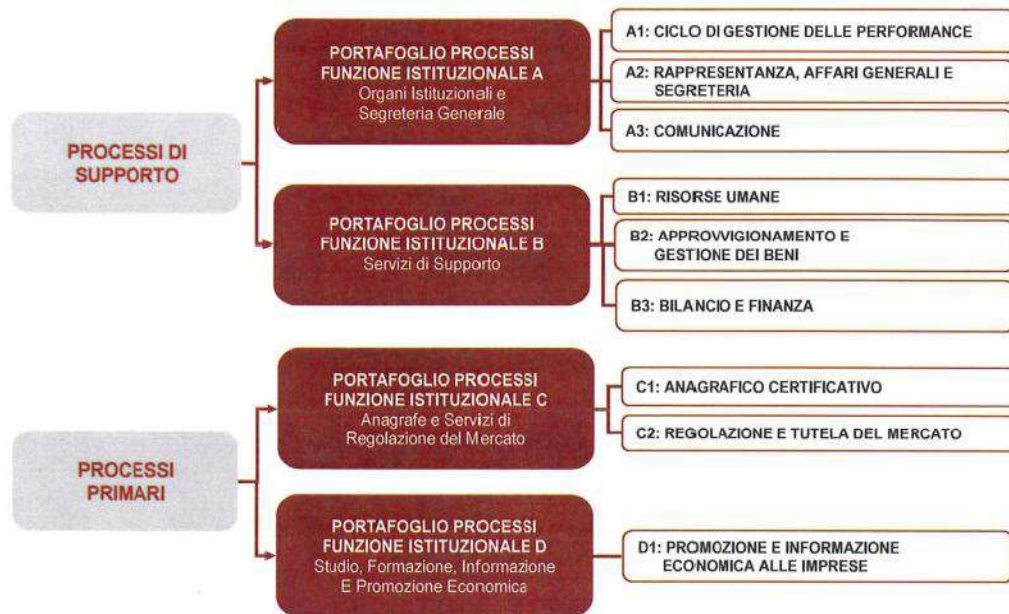 PROCESSI DI
SUPPORTO
PORTAFOGLIO PROCESSI
FUNZIONE ISTITUZIONALE A
Organi Istituzionali e
Segreteria Generale
A1: CICLO DI GESTIONE DELLE PERFORMANCE
A2: RAPPRESENTANZA, AFFARI GENERALI E
SEGRETERIA
A3: COMUNICAZIONE
PORTAFOGLIO PROCESSI
FUNZIONE ISTITUZIONALE B
Servizi di Supporto
B1: RISORSE UMANE
B2: APPROVVIGIONAMENTO E
GESTIONE DEI BENI
B3: BILANCIO E FINANZA
PROCESSI
PRIMARI
PORTAFOGLIO PROCESSI
FUNZIONE ISTITUZIONALE C
Anagrafe e Servizi di
Regolazione del Mercato
C1: ANAGRAFICO CERTIFICATIVO
C2: REGOLAZIONE E TUTELA DEL MERCATO
PORTAFOGLIO PROCESSI
FUNZIONE ISTITUZIONALE D
Studio, Formazione, Informazione
E Promozione Economica
D1: PROMOZIONE E INFORMAZIONE
ECONOMICA ALLE IMPRESE